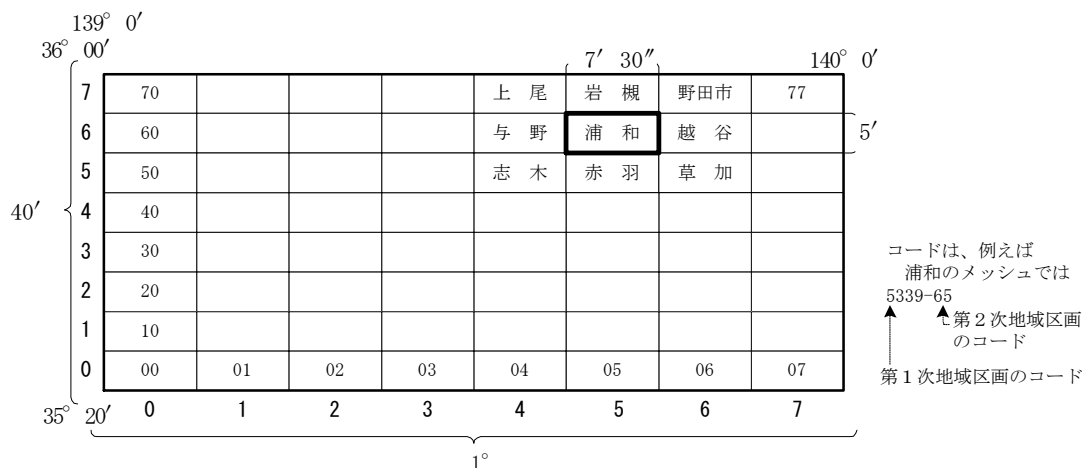 139° 0′
36° 00′
7′ 30″
140° 0′
7 70 上 尾 岩 槻 野田市 77
6 60 与 野 浦 和 越 谷 5′
5 50 志 木 赤 羽 草 加
40′ 4 40
3 30
2 20
1 10
0 00 01 02 03 04 05 06 07
35° 20′ 0 1 2 3 4 5 6 7
1°
コードは、例えば
浦和のメッシュでは
5339-65
第２次地域区画
のコード
第１次地域区画のコード